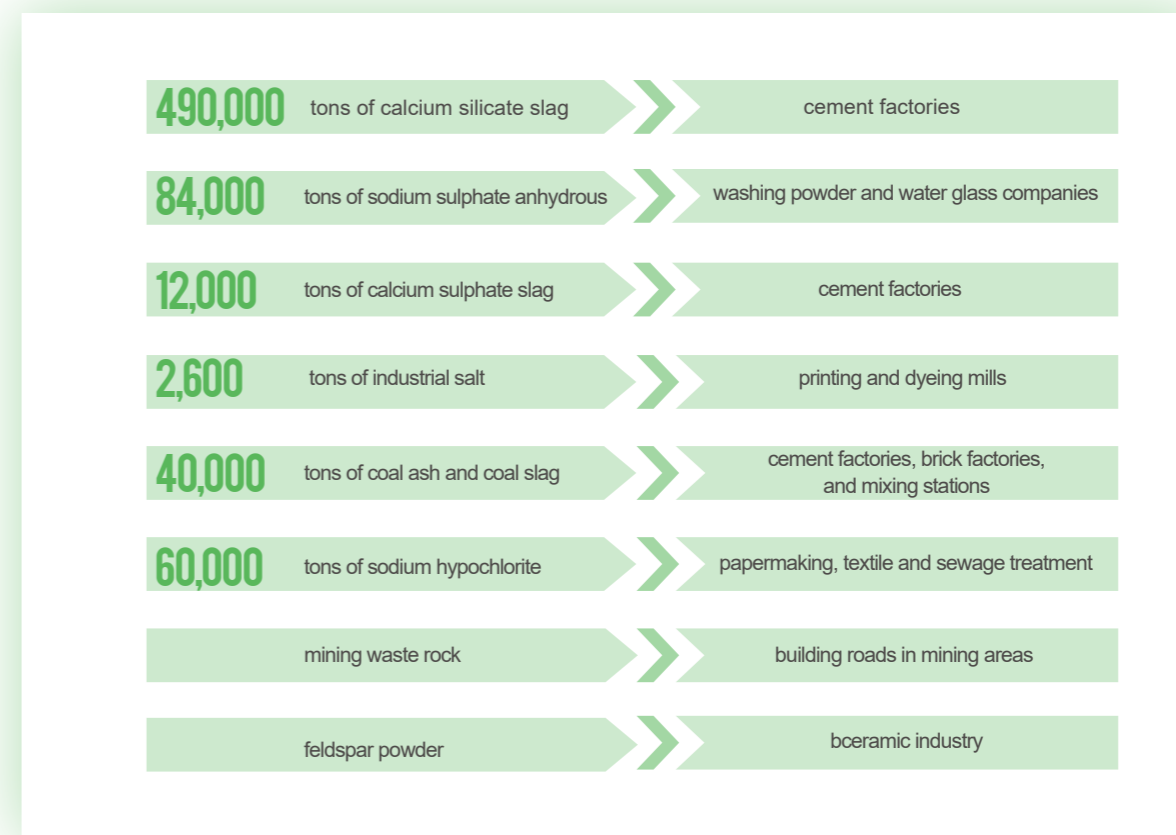 490,000 tons of calcium silicate slag cement factories
84,000 tons of sodium sulphate anhydrous washing powder and water glass companies
12,000 tons of calcium sulphate slag cement factories
2,600 tons of industrial salt printing and dyeing mills
40,000 tons of coal ash and coal slag cement factories, brick factories,
and mixing stations
60,000 tons of sodium hypochlorite papermaking, textile and sewage treatment
mining waste rock building roads in mining areas
feldspar powder bceramic industry